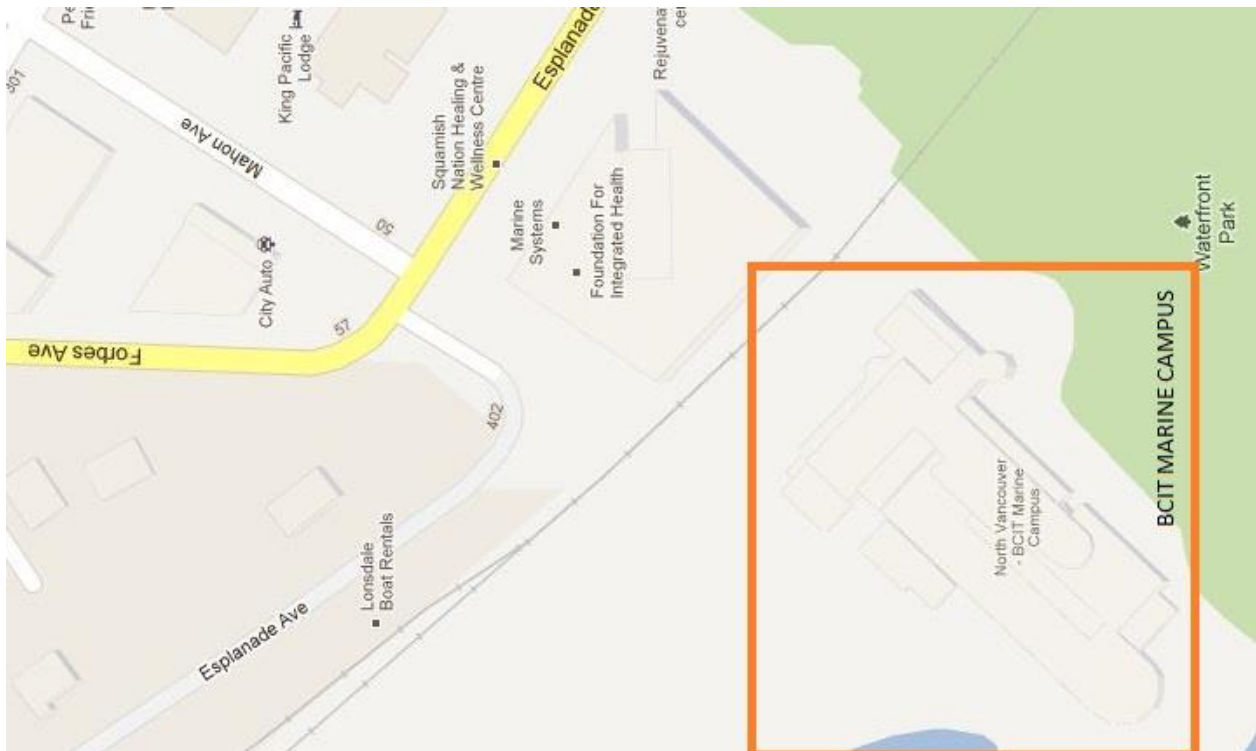 301
Mahon Ave
King Pacific
Lodge
Esplanade
Squamish
Nation Healing &
Wellness Centre
50
City Auto
57
Forbes Ave
Marine
Systems
Foundation For
Integrated Health
402
Lonsdale
Boat Rentals
Esplanade Ave
Waterfront
Park
BCIT MARINE CAMPUS
North Vancouver
- BCIT Marine
Campus